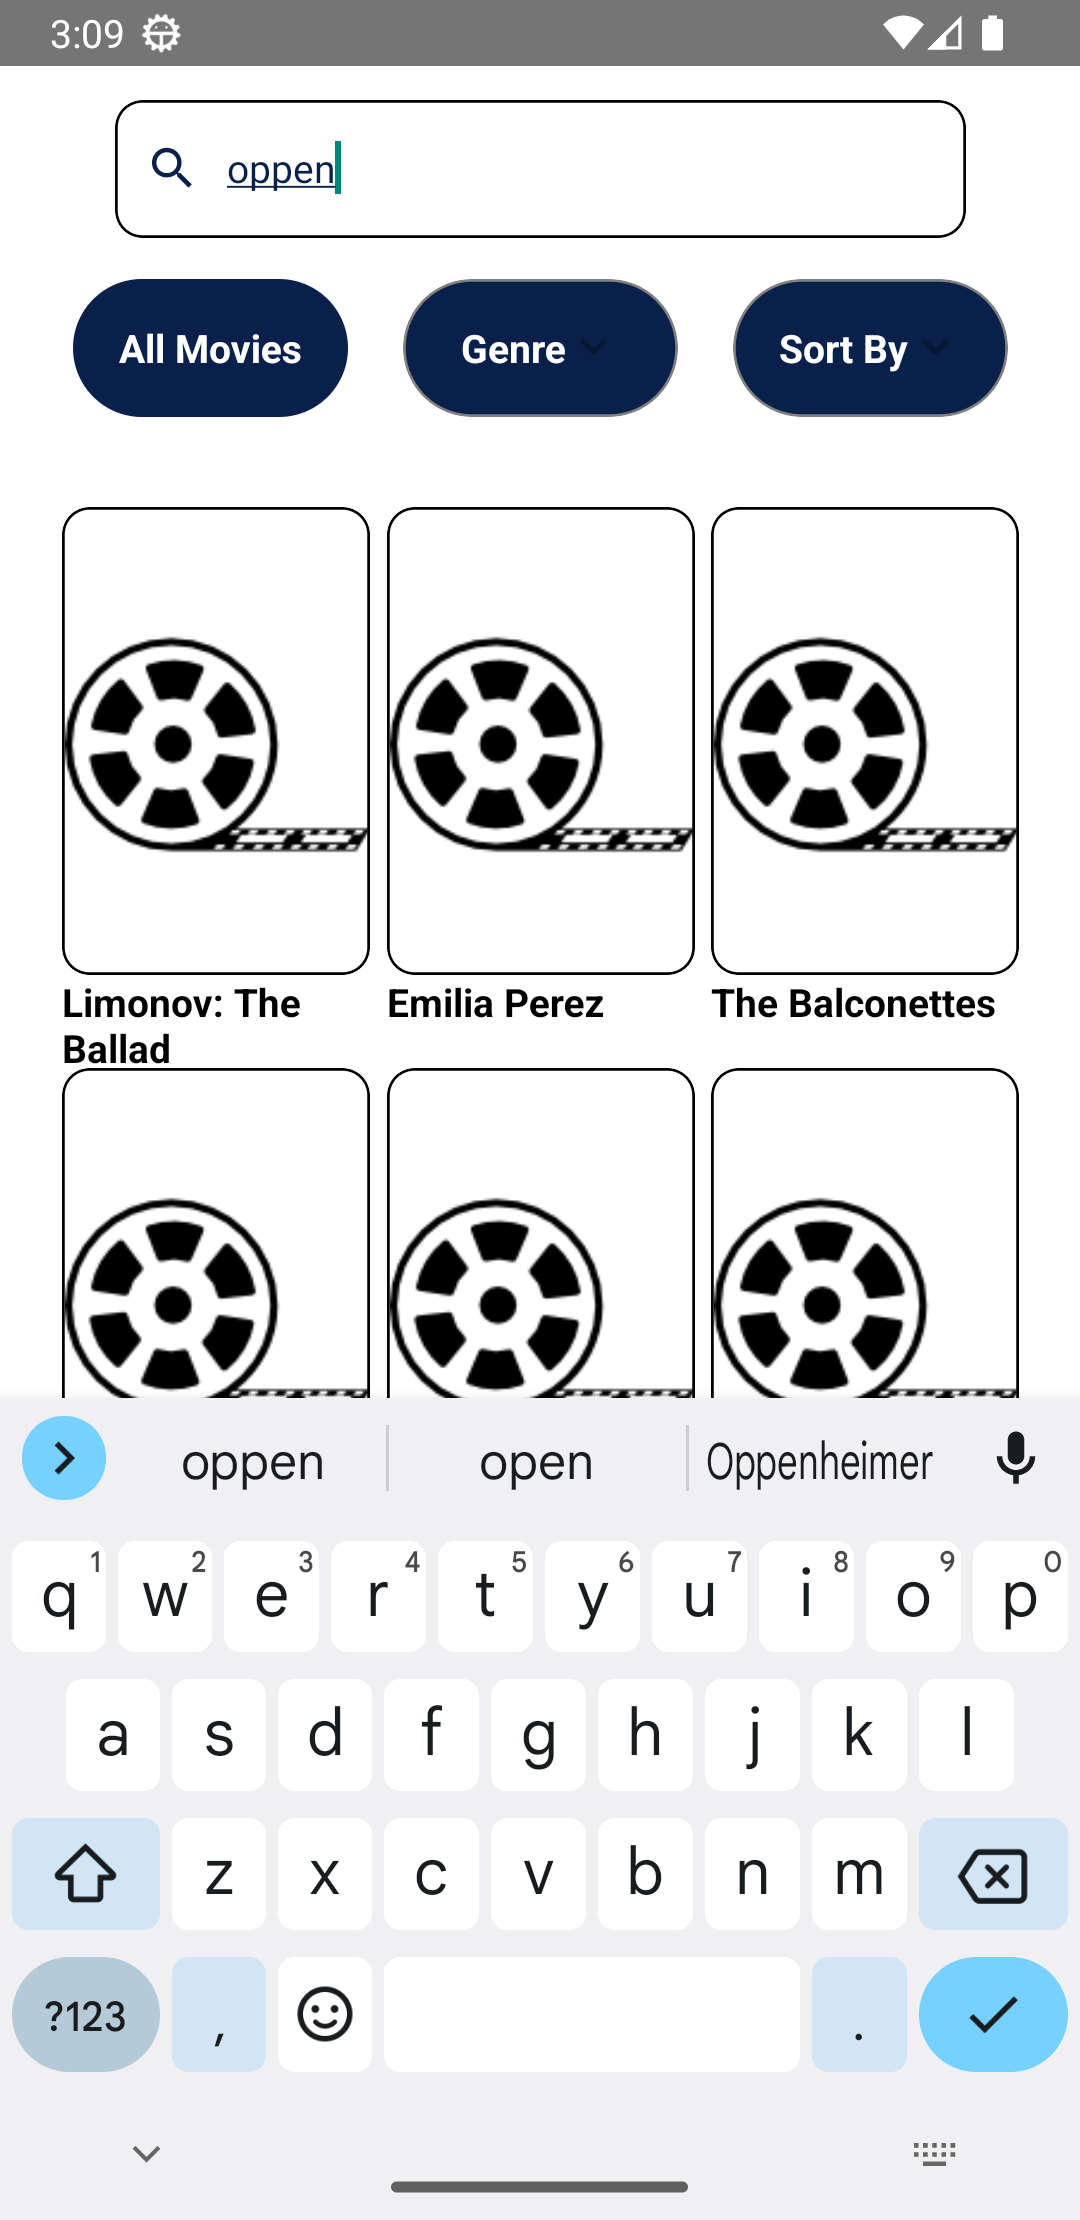 3:09
oppen
All Movies
Genre
Sort By
Limonov: The Ballad
Emilia Perez
The Balconettes
oppen
open
Oppenheimer
q1 w2 e3 r4 t5 y6 u7 i8 o9 p0
a s d f g h j k l
z x c v b n m
?123 , .